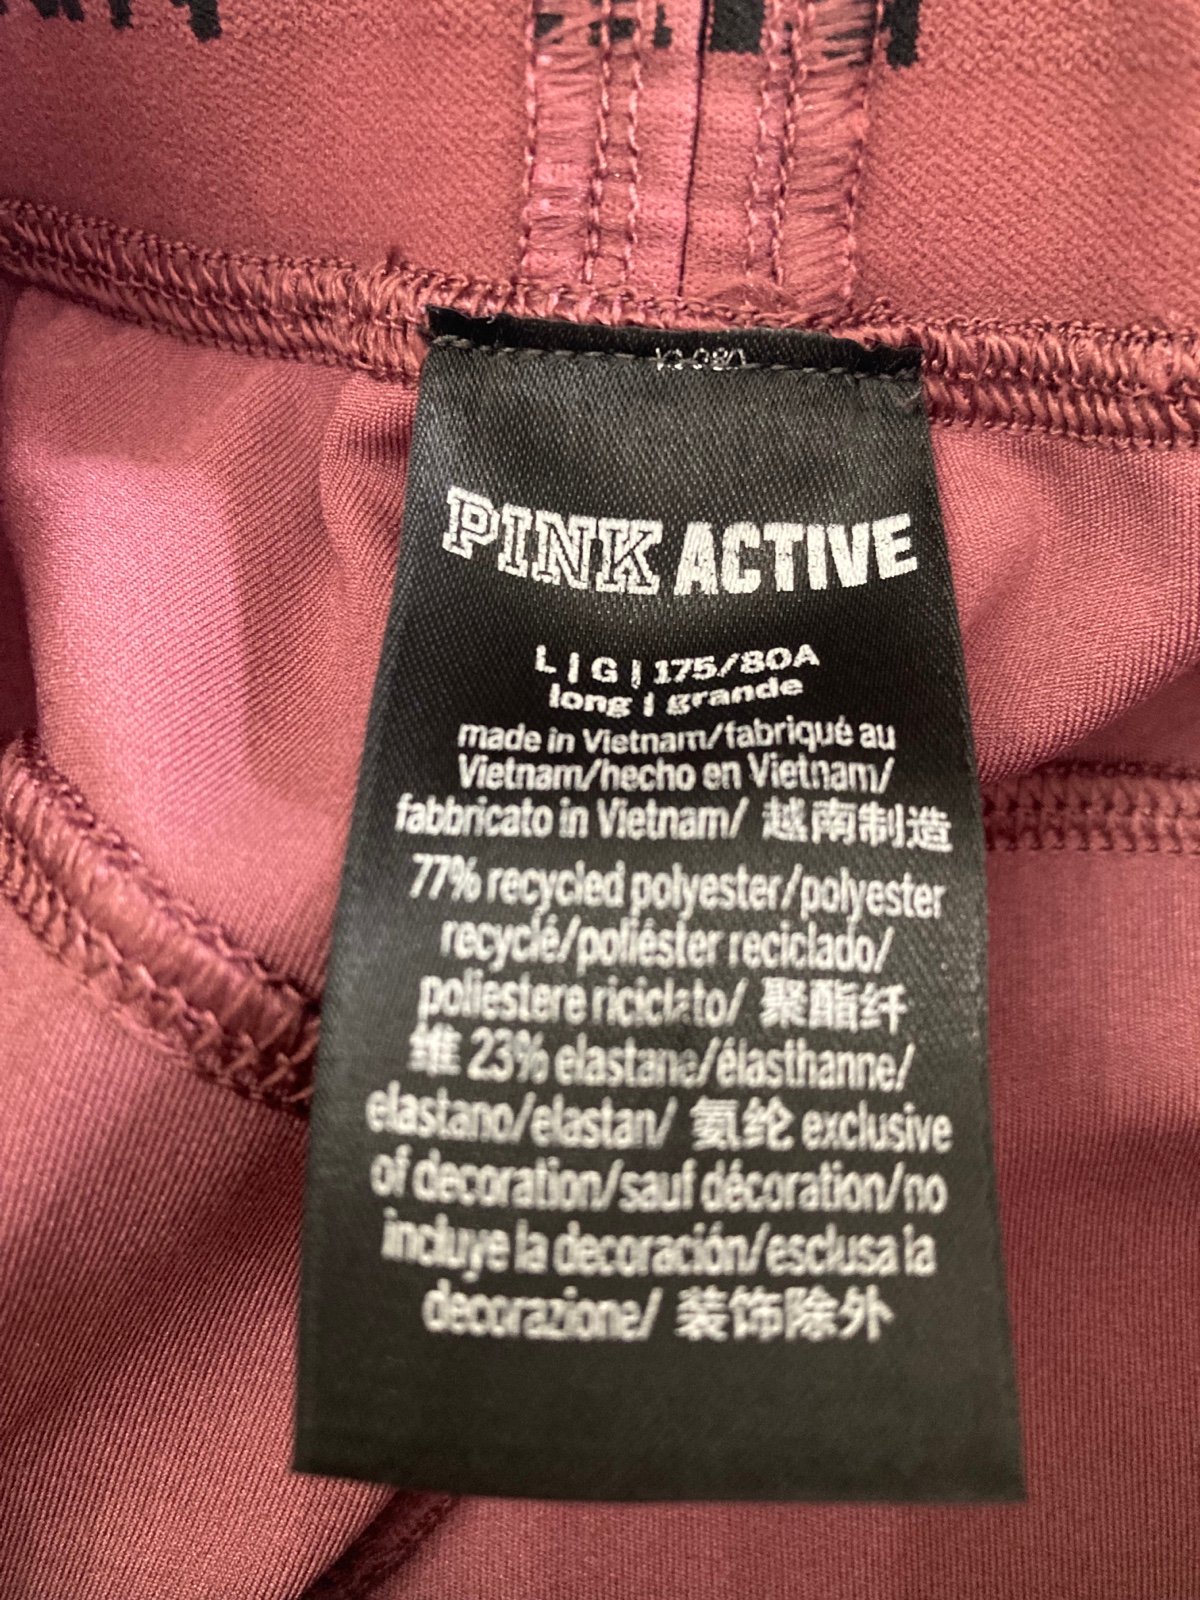 PINK ACTIVE
L | G | 175/80A
long | grande
made in Vietnam/fabriqué au
Vietnam/hecho en Vietnam/
fabbricato in Vietnam/ 越南制造
77% recycled polyester/polyester
recyclé/poliéster reciclado/
poliestere riciclato/ 聚酯纤
维 23% elastane/élasthanne/
elastano/elastan/ 氨纶 exclusive
of decoration/sauf décoration/no
incluye la decoración/esclusa la
decorazione/ 装饰除外